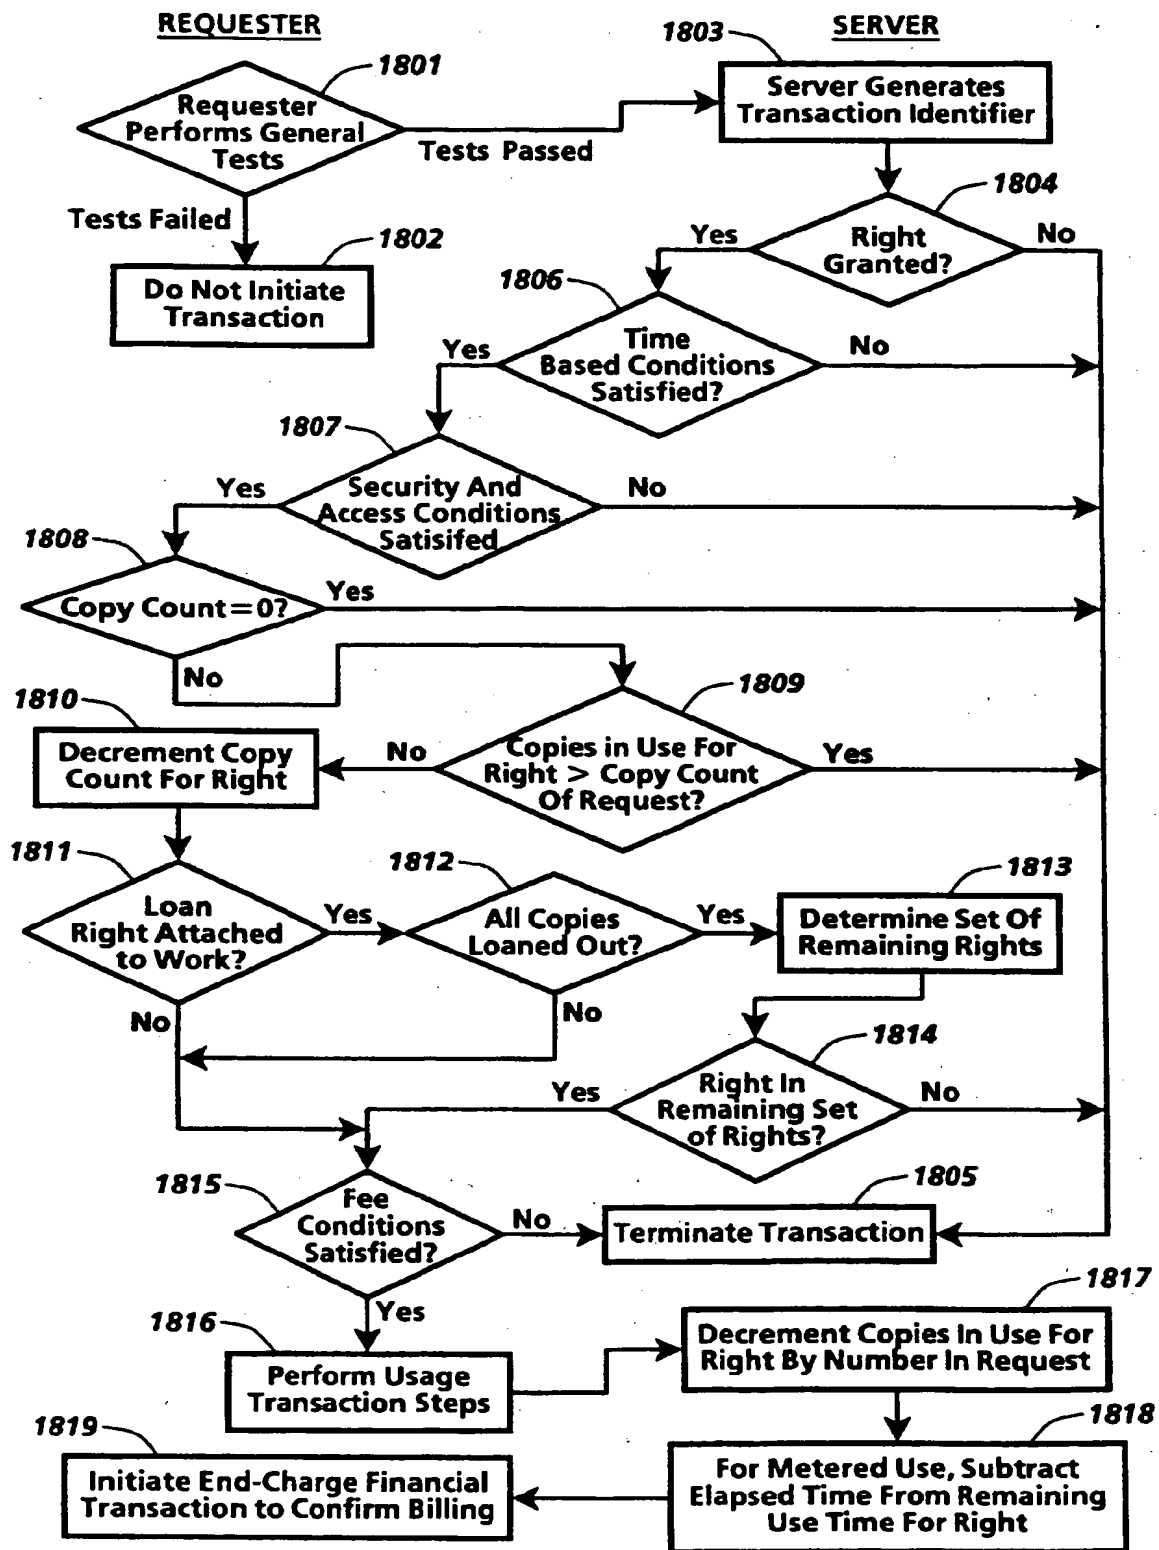 REQUESTER
SERVER
1801
1803
Requester
Performs General
Tests
Server Generates
Transaction Identifier
Tests Passed
1804
Tests Failed
1802
Yes
Right
Granted?
No
Do Not Initiate
Transaction
1806
Yes
Time
Based Conditions
Satisfied?
No
1807
Yes
Security And
Access Conditions
Satisifed
No
1808
Copy Count=0?
Yes
No
1810
1809
Decrement Copy
Count For Right
No
Copies in Use For
Right > Copy Count
Of Request?
Yes
1811
1812
1813
Loan
Right Attached
to Work?
Yes
All Copies
Loaned Out?
Yes
Determine Set Of
Remaining Rights
No
No
1814
Yes
Right In
Remaining Set
of Rights?
No
1815
1805
Fee
Conditions
Satisfied?
No
Terminate Transaction
Yes
1817
1816
Decrement Copies In Use For
Right By Number In Request
Perform Usage
Transaction Steps
1819
1818
Initiate End-Charge Financial
Transaction to Confirm Billing
For Metered Use, Subtract
Elapsed Time From Remaining
Use Time For Right